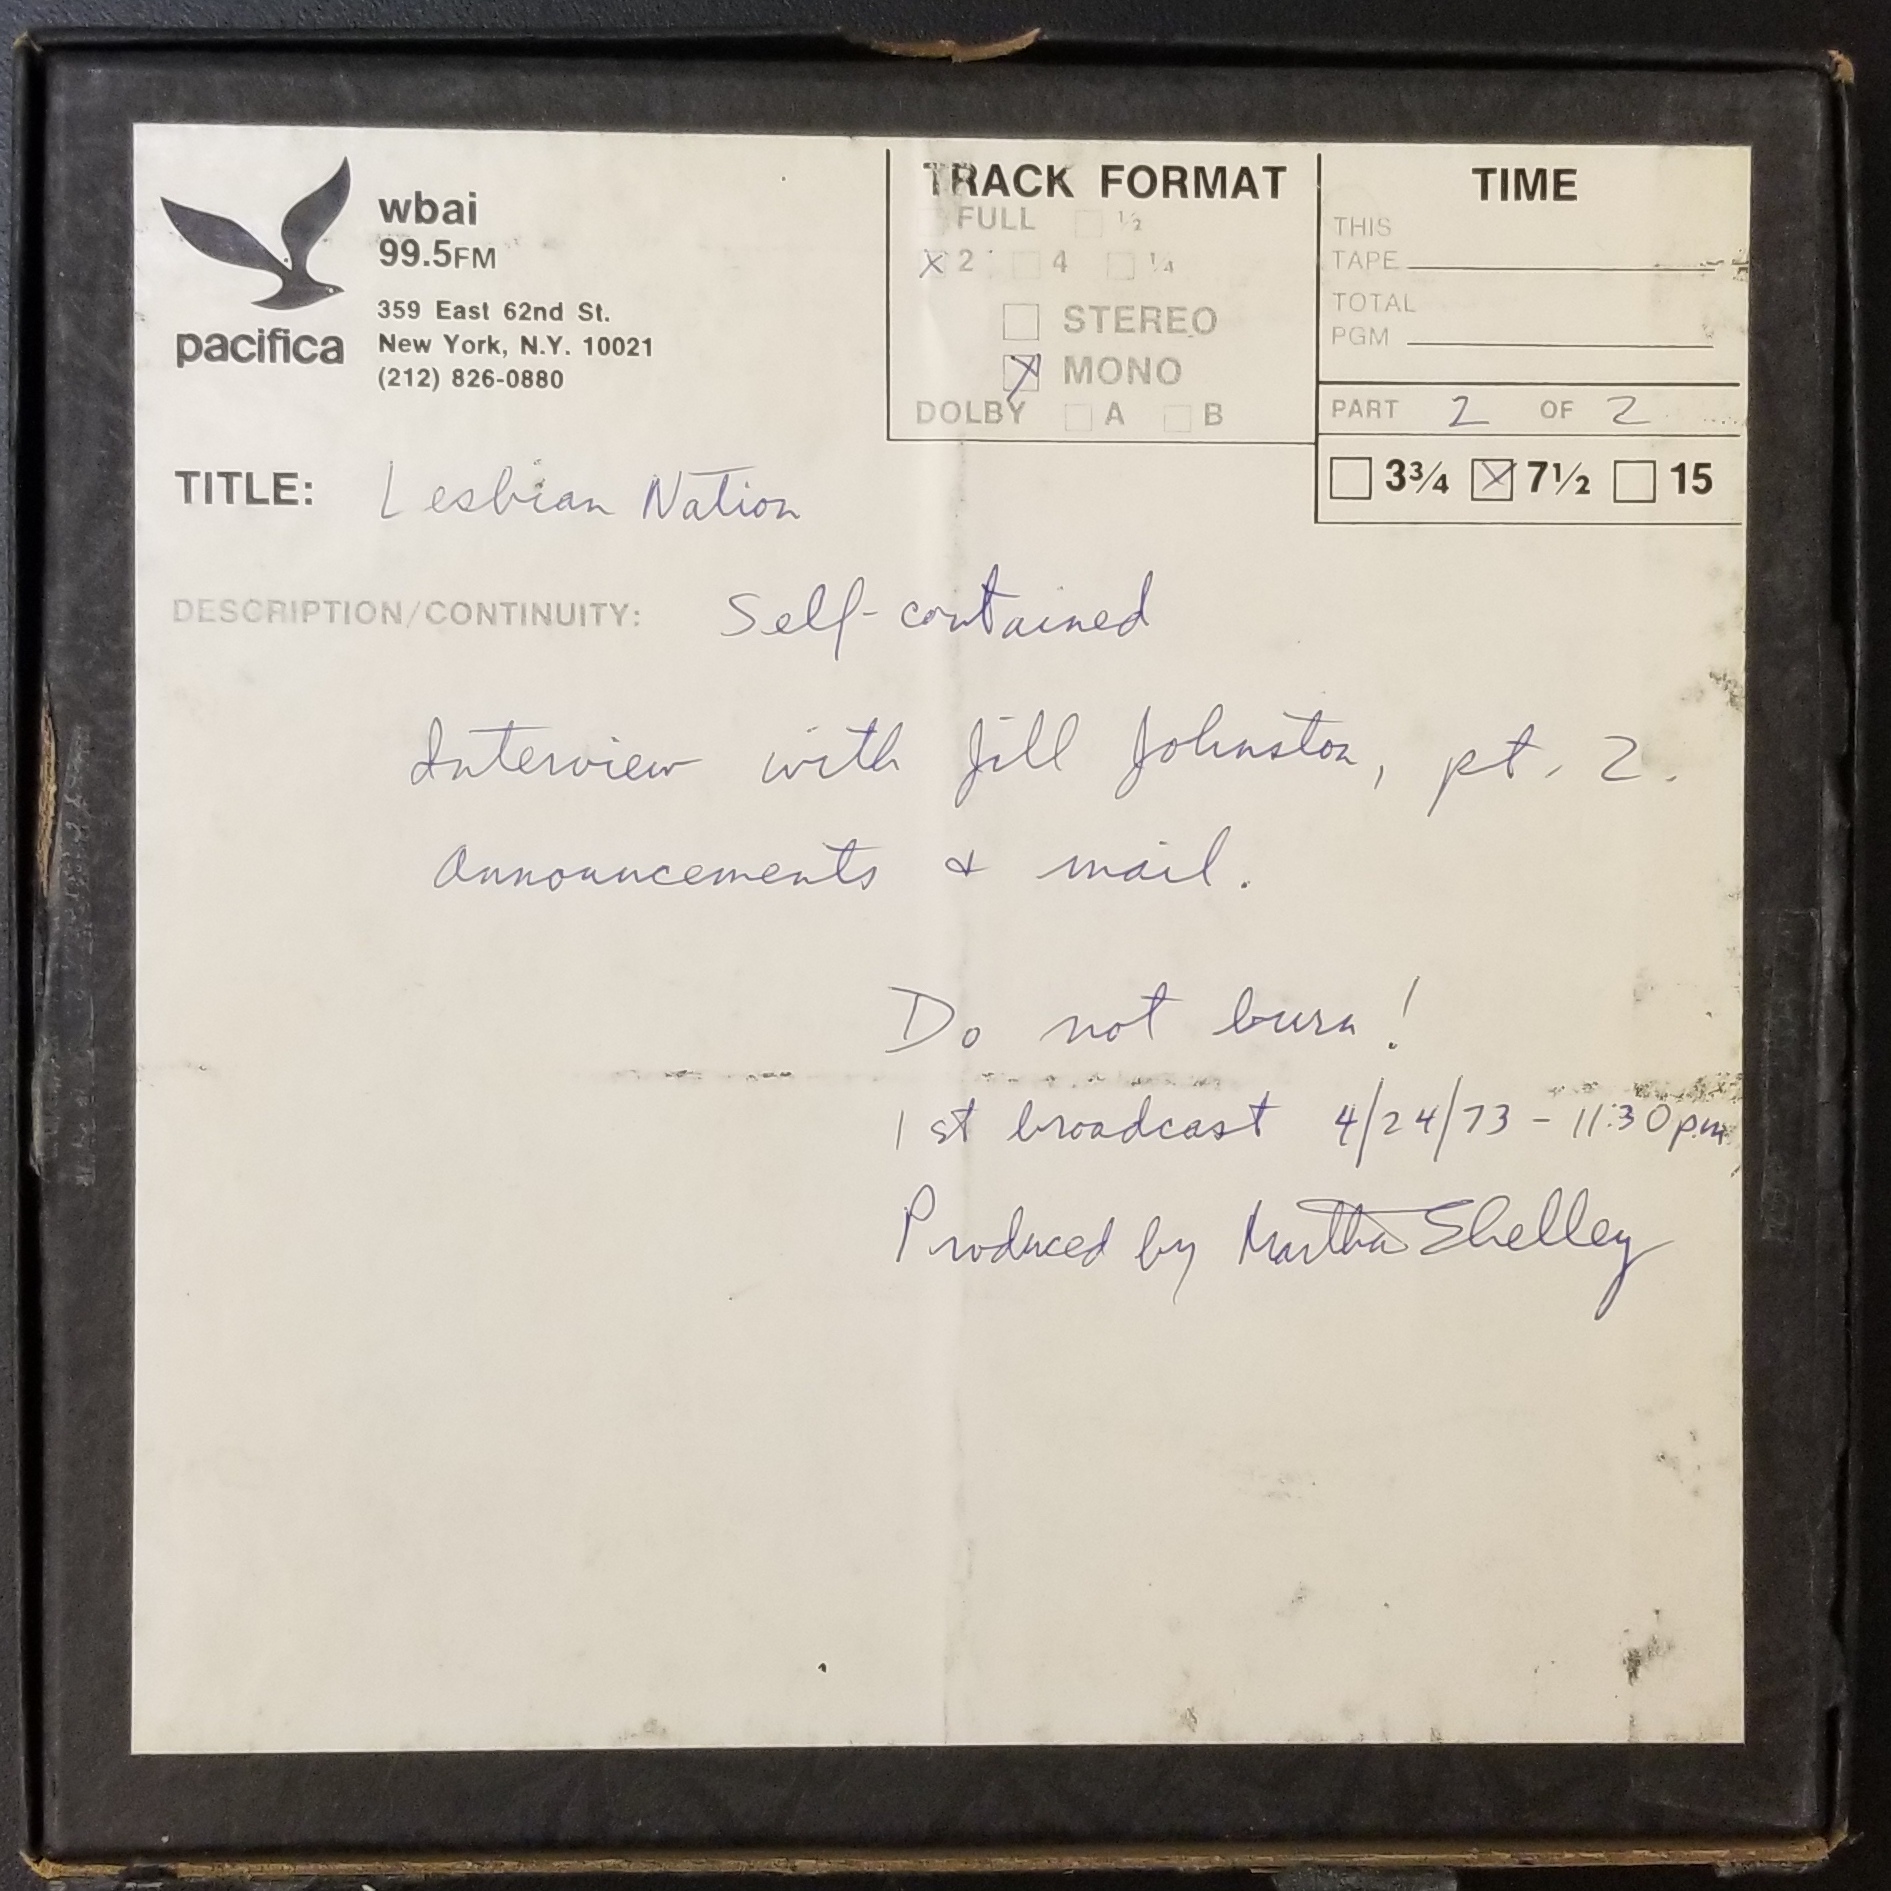 wbai
99.5FM
359 East 62nd St.
New York, N.Y. 10021
(212) 826-0880
pacifica
TRACK FORMAT
FULL ½
X 2 4 ¼
STEREO
X MONO
DOLBY A B
TIME
THIS
TAPE
TOTAL
PGM
PART 2 OF 2
3¾ X 7½ 15
TITLE: Lesbian Nation
DESCRIPTION/CONTINUITY: Self-contained
Interview with Jill Johnston, pt. 2.
Announcements & mail.
Do not burn!
1st broadcast 4/24/73 - 11:30pm
Produced by Martha Shelley